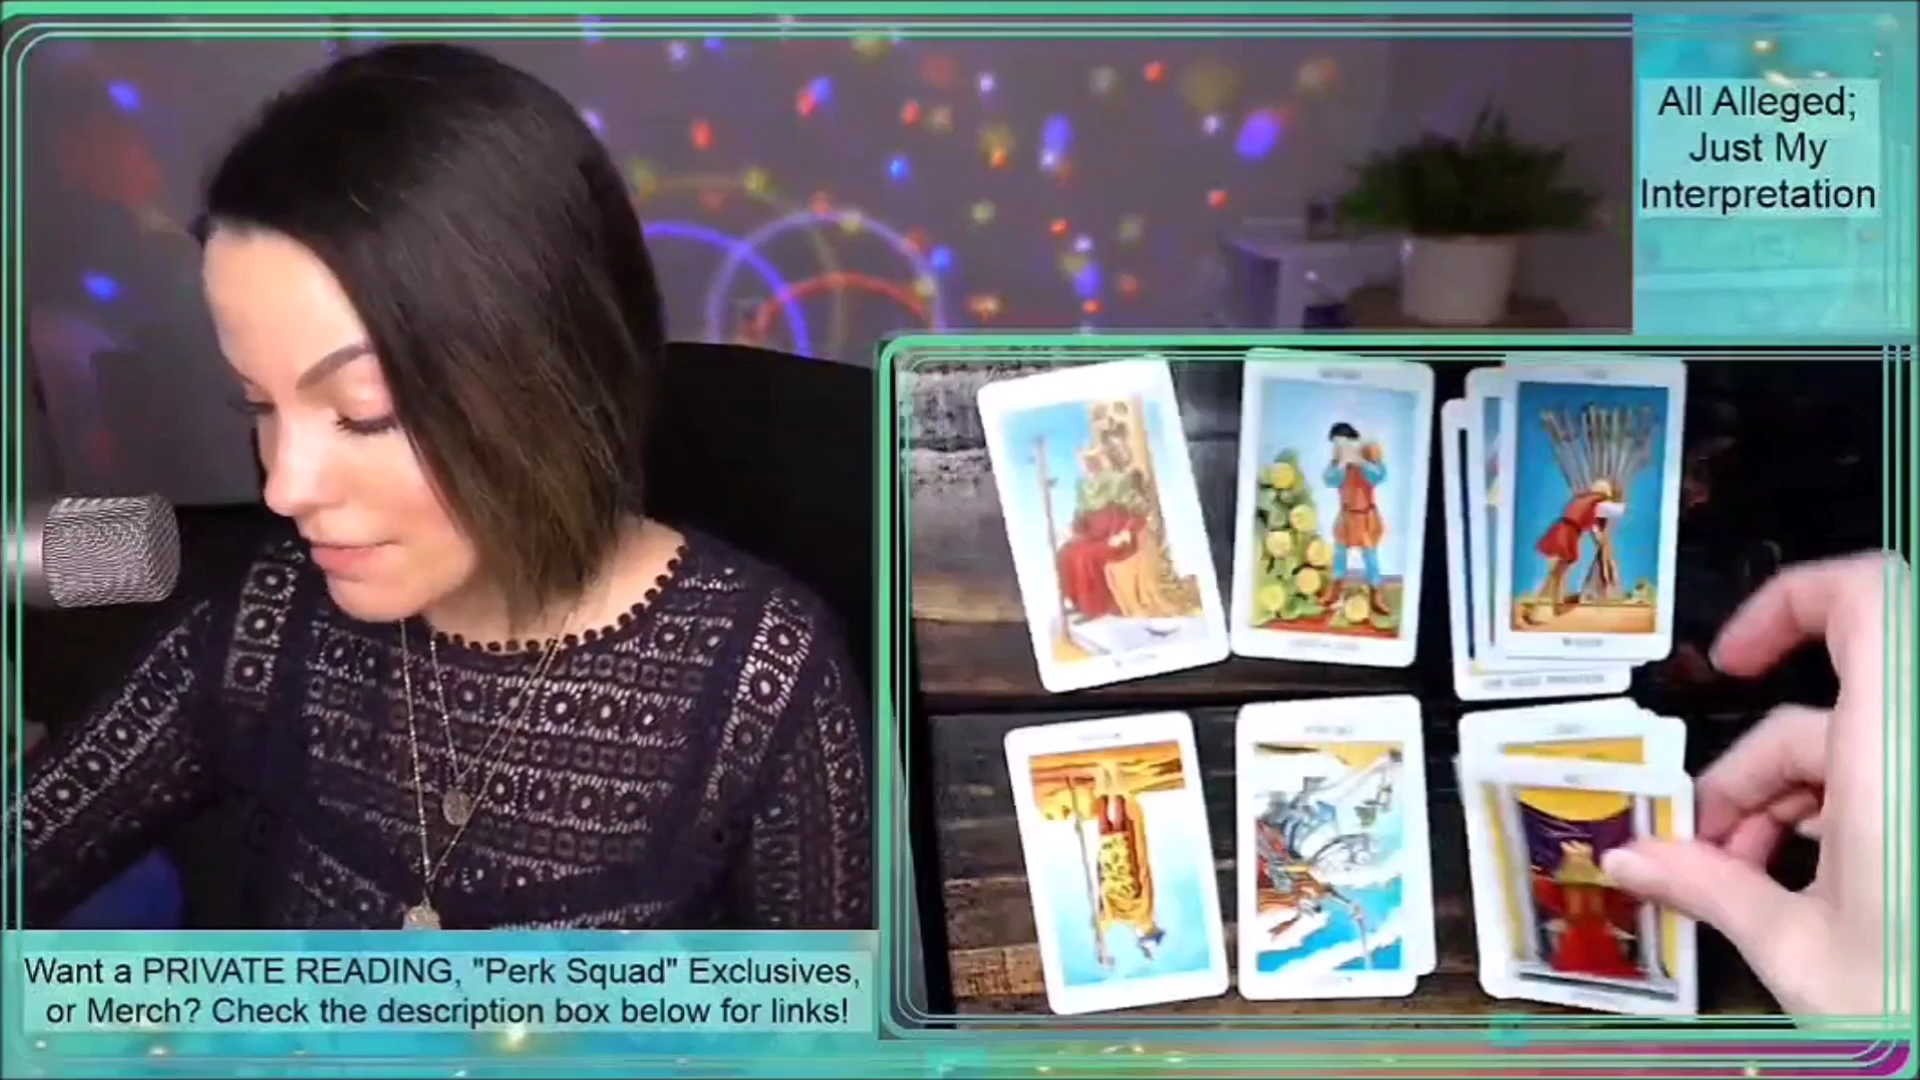 All Alleged;
Just My
Interpretation
Want a PRIVATE READING, "Perk Squad" Exclusives,
or Merch? Check the description box below for links!